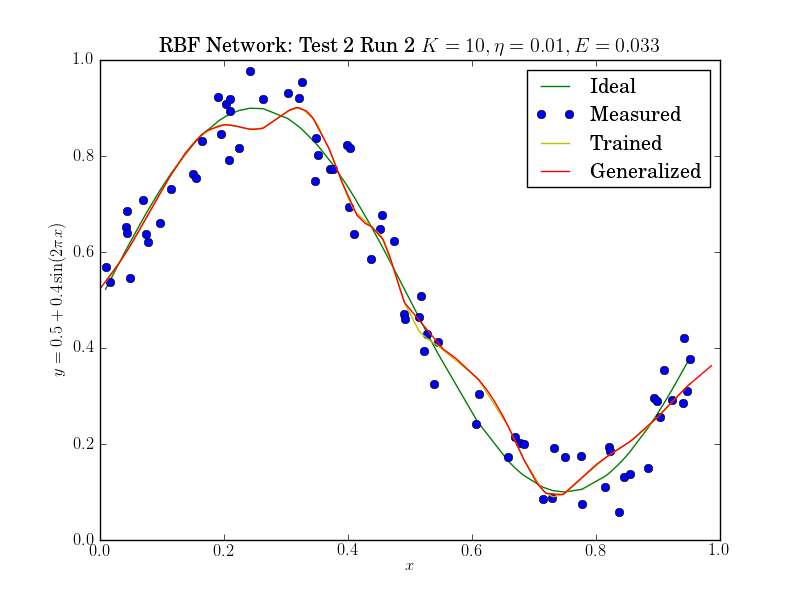 RBF Network: Test 2 Run 2 K = 10, η = 0.01, E = 0.033
1.0
0.8
0.6
0.4
0.2
0.0
y = 0.5 + 0.4 sin(2πx)
Ideal
Measured
Trained
Generalized
0.0 0.2 0.4 0.6 0.8 1.0
x